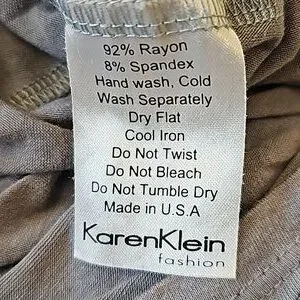 92% Rayon
8% Spandex
Hand wash, Cold
Wash Separately
Dry Flat
Cool Iron
Do Not Twist
Do Not Bleach
Do Not Tumble Dry
Made in U.S.A
KarenKlein
fashion